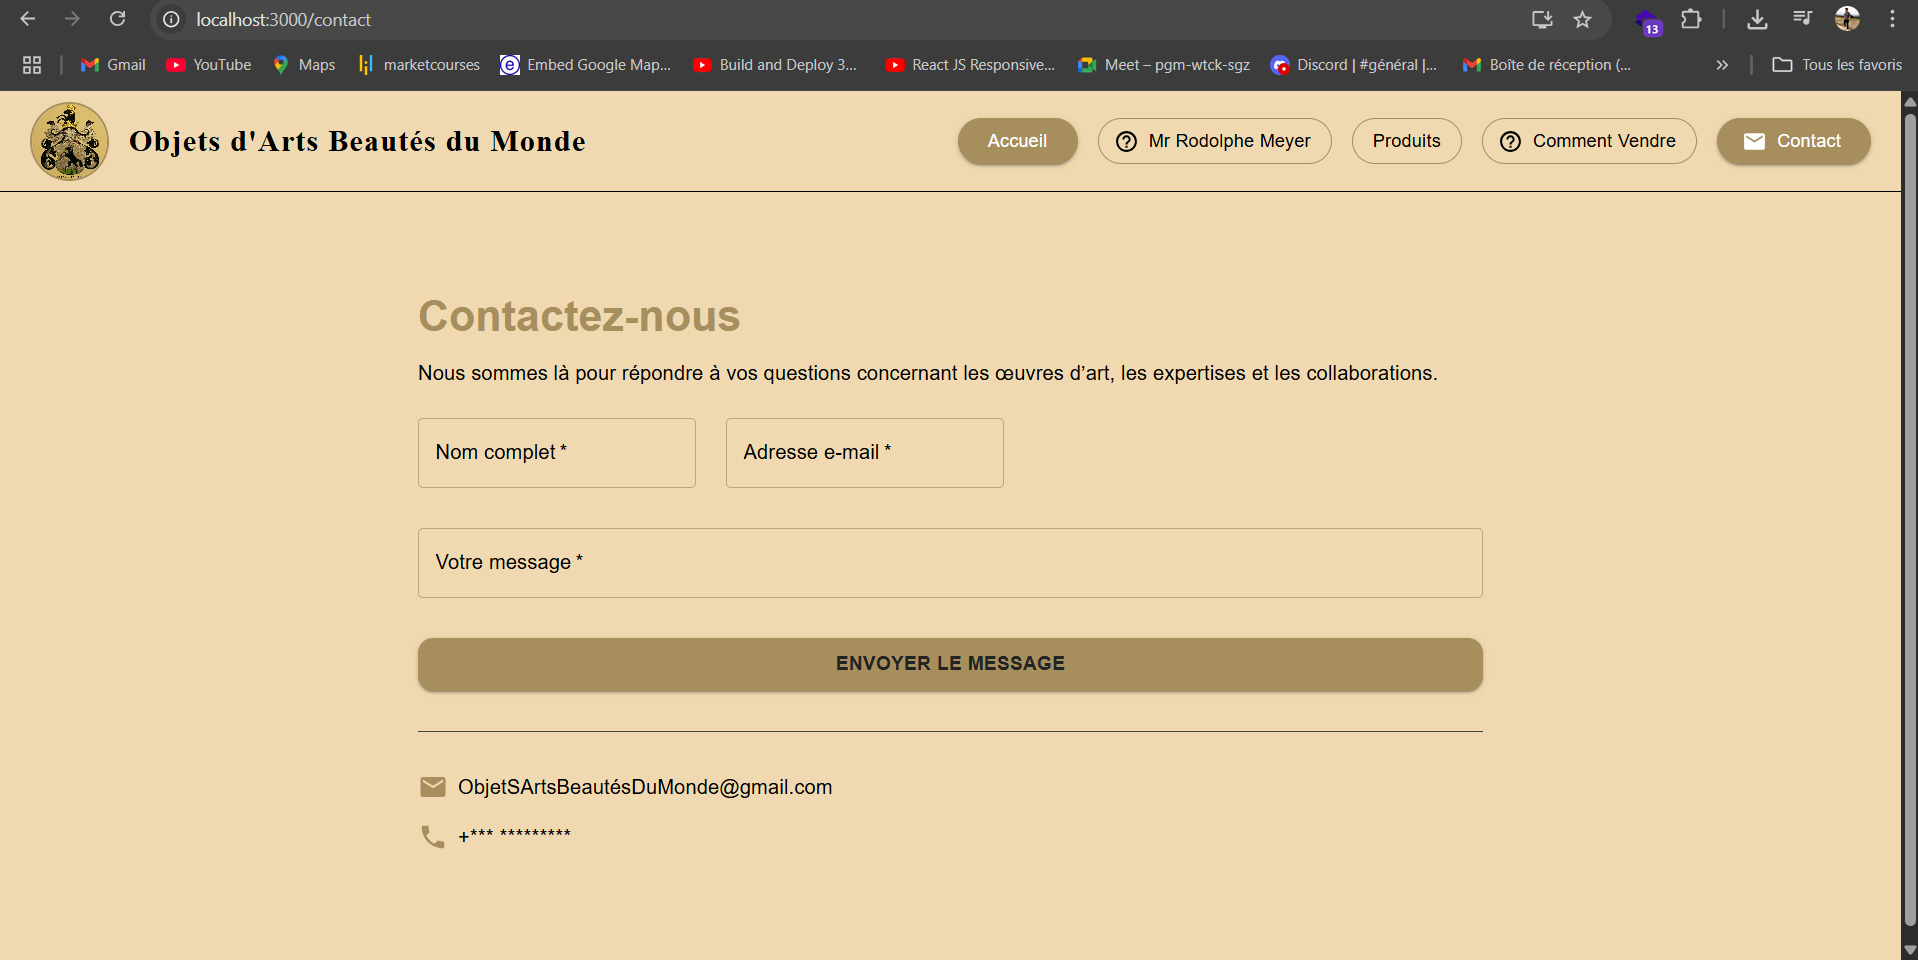 localhost:3000/contact
13
Gmail YouTube Maps marketcourses Embed Google Map... Build and Deploy 3... React JS Responsive... Meet – pgm-wtck-sgz Discord | #général |... Boîte de réception (... » Tous les favoris
Objets d'Arts Beautés du Monde Accueil Mr Rodolphe Meyer Produits Comment Vendre Contact
Contactez-nous
Nous sommes là pour répondre à vos questions concernant les œuvres d’art, les expertises et les collaborations.
Nom complet * Adresse e-mail *
Votre message *
ENVOYER LE MESSAGE
ObjetSArtsBeautésDuMonde@gmail.com
+*** *********